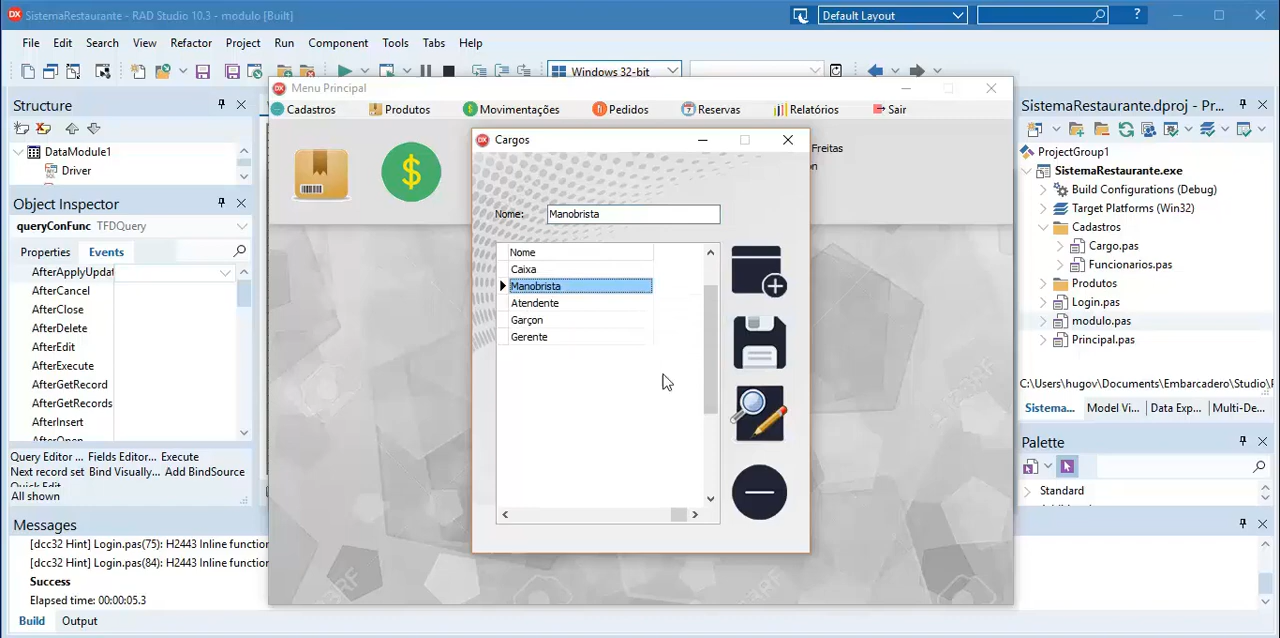 SistemaRestaurante - RAD Studio 10.3 - modulo [Built]
Default Layout
?
File Edit Search View Refactor Project Run Component Tools Tabs Help
Windows 32-bit
Structure
DataModule1
Driver
Object Inspector
queryConFunc TFDQuery
Properties Events
AfterApplyUpdat
AfterCancel
AfterClose
AfterDelete
AfterEdit
AfterExecute
AfterGetRecord
AfterGetRecords
AfterInsert
AfterOpen
Query Editor ... Fields Editor... Execute
Next record set Bind Visually... Add BindSource
Quick Edit
All shown
Messages
[dcc32 Hint] Login.pas(75): H2443 Inline function
[dcc32 Hint] Login.pas(84): H2443 Inline function
Success
Elapsed time: 00:00:05.3
Build Output
Menu Principal
Cadastros Produtos Movimentações Pedidos Reservas Relatórios Sair
Freitas
Cargos
Nome: Manobrista
Nome
Caixa
Manobrista
Atendente
Garçon
Gerente
SistemaRestaurante.dproj - Pr...
ProjectGroup1
SistemaRestaurante.exe
Build Configurations (Debug)
Target Platforms (Win32)
Cadastros
Cargo.pas
Funcionarios.pas
Produtos
Login.pas
modulo.pas
Principal.pas
C:\Users\hugov\Documents\Embarcadero\Studio\
Sistema... Model Vi... Data Exp... Multi-De...
Palette
Standard